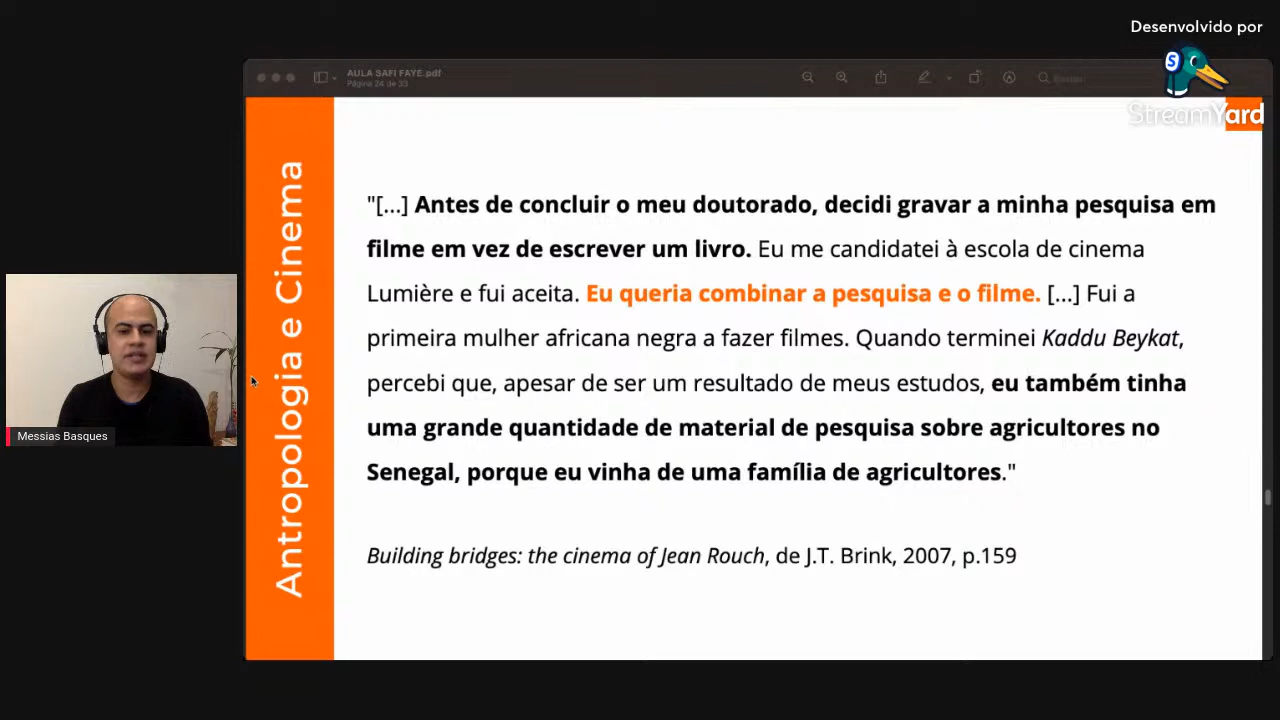 Desenvolvido por
S
StreamYard
AULA SAFI FAYE.pdf
Página 24 de 33
Buscar
Antropologia e Cinema
"[...] Antes de concluir o meu doutorado, decidi gravar a minha pesquisa em
filme em vez de escrever um livro. Eu me candidatei à escola de cinema
Lumière e fui aceita. Eu queria combinar a pesquisa e o filme. [...] Fui a
primeira mulher africana negra a fazer filmes. Quando terminei Kaddu Beykat,
percebi que, apesar de ser um resultado de meus estudos, eu também tinha
uma grande quantidade de material de pesquisa sobre agricultores no
Senegal, porque eu vinha de uma família de agricultores."
Building bridges: the cinema of Jean Rouch, de J.T. Brink, 2007, p.159
Messias Basques